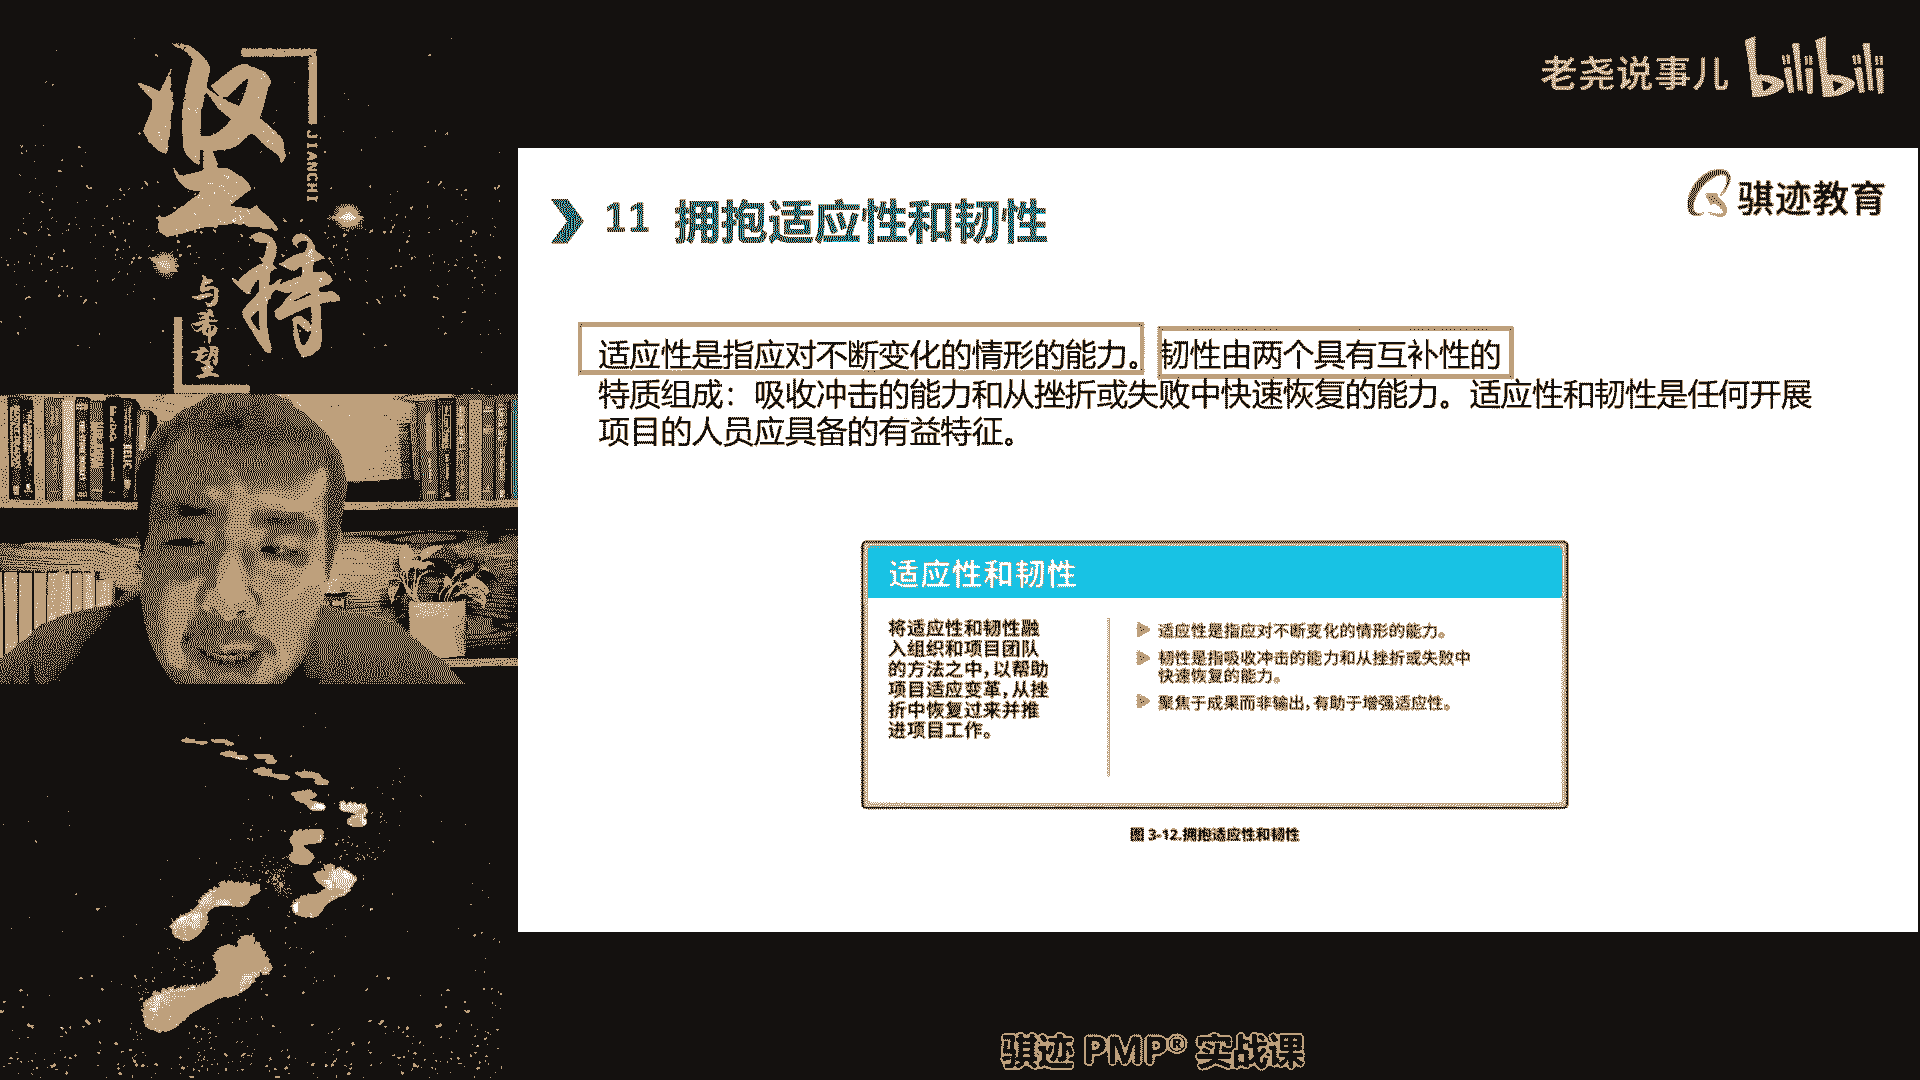 坚持
JIANCHI
与希望
老尧说事儿 bilibili
骐迹教育
11 拥抱适应性和韧性
适应性是指应对不断变化的情形的能力。韧性由两个具有互补性的
特质组成：吸收冲击的能力和从挫折或失败中快速恢复的能力。适应性和韧性是任何开展
项目的人员应具备的有益特征。
适应性和韧性
将适应性和韧性融
入组织和项目团队
的方法之中，以帮助
项目适应变革，从挫
折中恢复过来并推
进项目工作。
适应性是指应对不断变化的情形的能力。
韧性是指吸收冲击的能力和从挫折或失败中
快速恢复的能力。
聚焦于成果而非输出，有助于增强适应性。
图 3-12.拥抱适应性和韧性
骐迹 PMP® 实战课